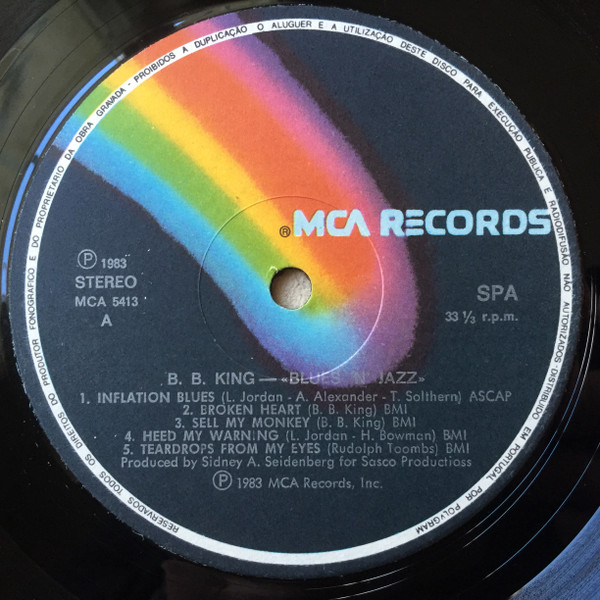 RESERVADOS TODOS OS DIREITOS DO PRODUTOR FONOGRAFICO E DO PROPRIETARIO DA OBRA GRAVADA - PROIBIDOS A DUPLICAÇÃO O ALUGUER E A UTILIZAÇÃO DESTE DISCO PARA EXECUÇÃO PUBLICA E RADIODIFUSÃO NÃO AUTORIZADOS-DISTRIBUIDO EM PORTUGAL POR POLYGRAM
® MCA RECORDS
Ⓟ 1983
STEREO
MCA 5413
A
SPA
33 ⅓ r.p.m.
B. B. KING — «BLUES 'N' JAZZ»
1. INFLATION BLUES (L. Jordan - A. Alexander - T. Solthern) ASCAP
2. BROKEN HEART (B. B. King) BMI
3. SELL MY MONKEY (B. B. King) BMI
4. HEED MY WARNING (L. Jordan - H. Bowman) BMI
5. TEARDROPS FROM MY EYES (Rudolph Toombs) BMI
Produced by Sidney A. Seidenberg for Sasco Productioss
Ⓟ 1983 MCA Records, Inc.